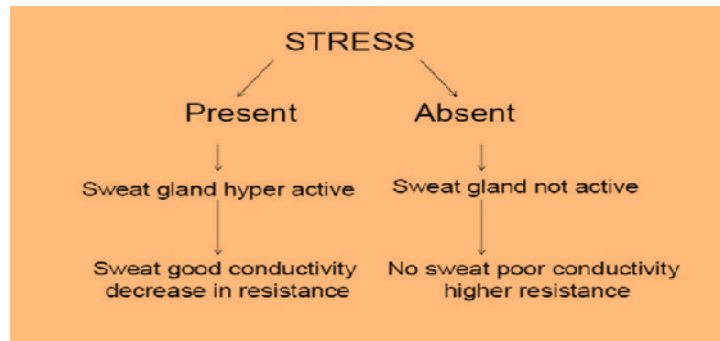 STRESS
Present
Absent
Sweat gland hyper active
Sweat gland not active
Sweat good conductivity
decrease in resistance
No sweat poor conductivity
higher resistance